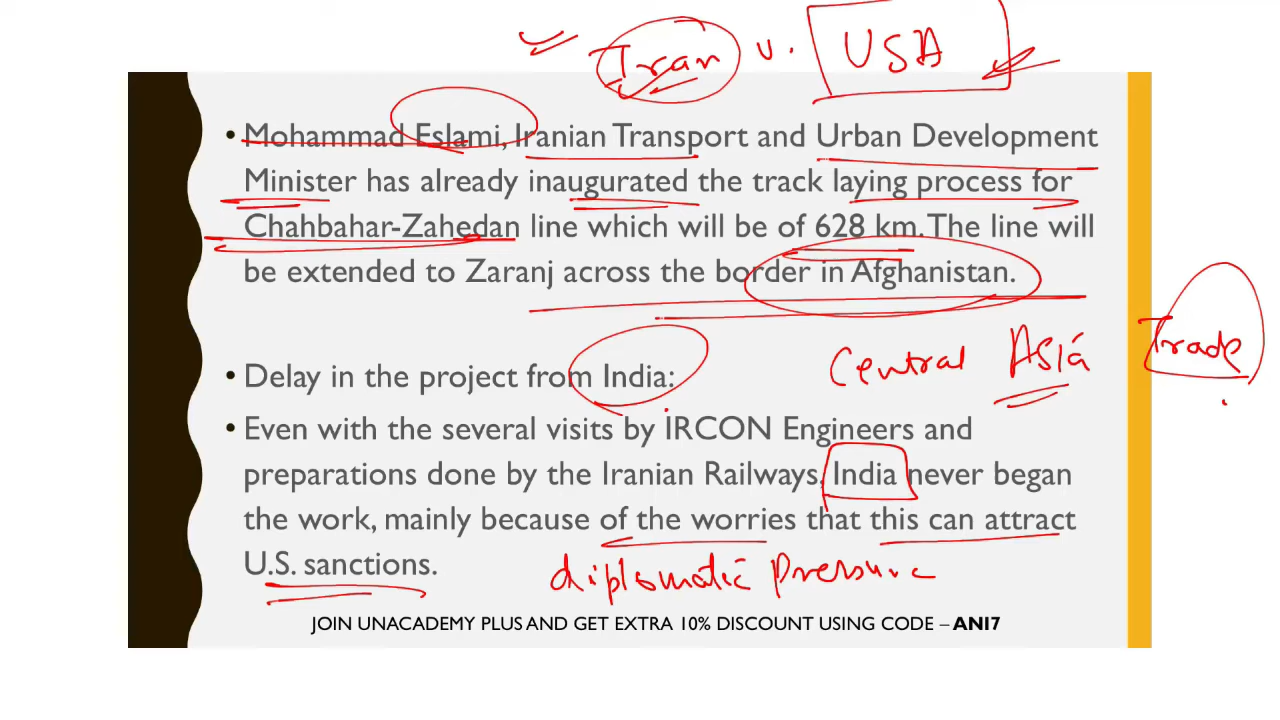 Iran v. USA
• Mohammad Eslami, Iranian Transport and Urban Development
Minister has already inaugurated the track laying process for
Chahbahar-Zahedan line which will be of 628 km. The line will
be extended to Zaranj across the border in Afghanistan.
Central Asia
Trade
• Delay in the project from India:
• Even with the several visits by IRCON Engineers and
preparations done by the Iranian Railways, India never began
the work, mainly because of the worries that this can attract
U.S. sanctions.
diplomatic Pressure
JOIN UNACADEMY PLUS AND GET EXTRA 10% DISCOUNT USING CODE – ANI7